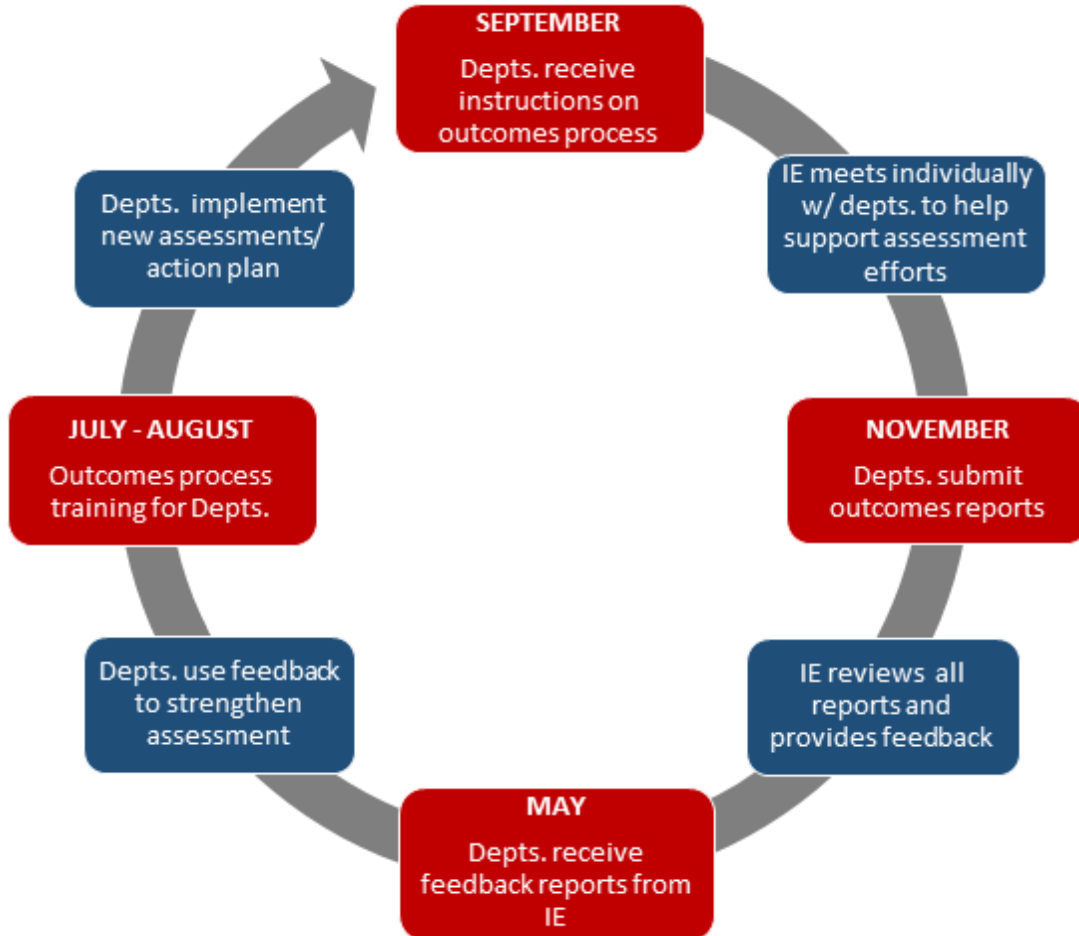 SEPTEMBER
Depts. receive
instructions on
outcomes process
IE meets individually
w/ depts. to help
support assessment
efforts
NOVEMBER
Depts. submit
outcomes reports
IE reviews all
reports and
provides feedback
MAY
Depts. receive
feedback reports from
IE
Depts. use feedback
to strengthen
assessment
JULY - AUGUST
Outcomes process
training for Depts.
Depts. implement
new assessments/
action plan